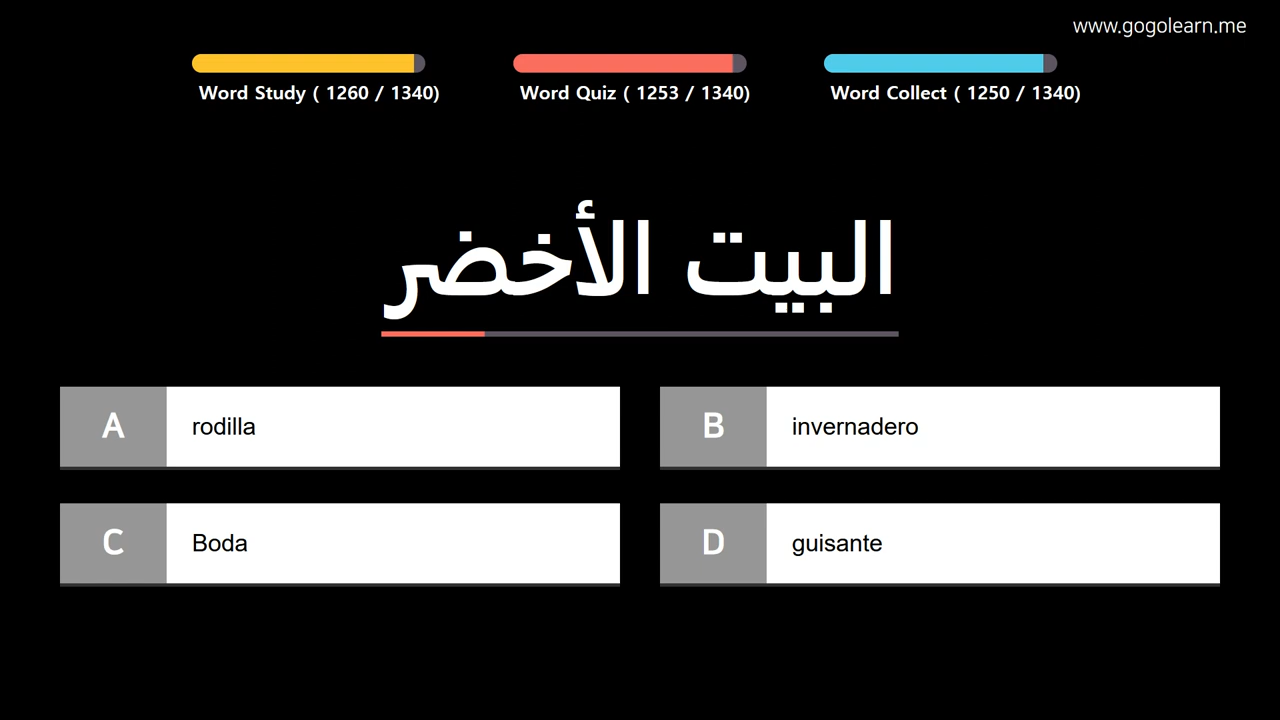 www.gogolearn.me
Word Study ( 1260 / 1340)
Word Quiz ( 1253 / 1340)
Word Collect ( 1250 / 1340)
البيت الأخضر
A rodilla
B invernadero
C Boda
D guisante